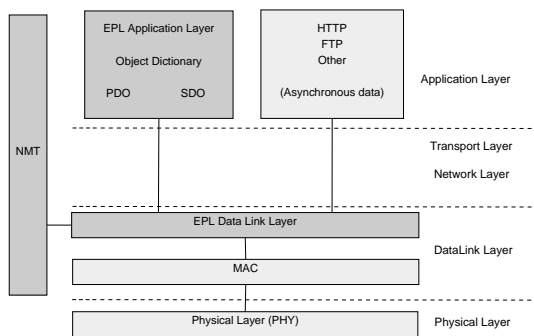 EPL Application Layer
Object Dictionary
PDO SDO
HTTP
FTP
Other
(Asynchronous data)
Application Layer
Transport Layer
Network Layer
NMT
EPL Data Link Layer
DataLink Layer
MAC
Physical Layer (PHY)
Physical Layer